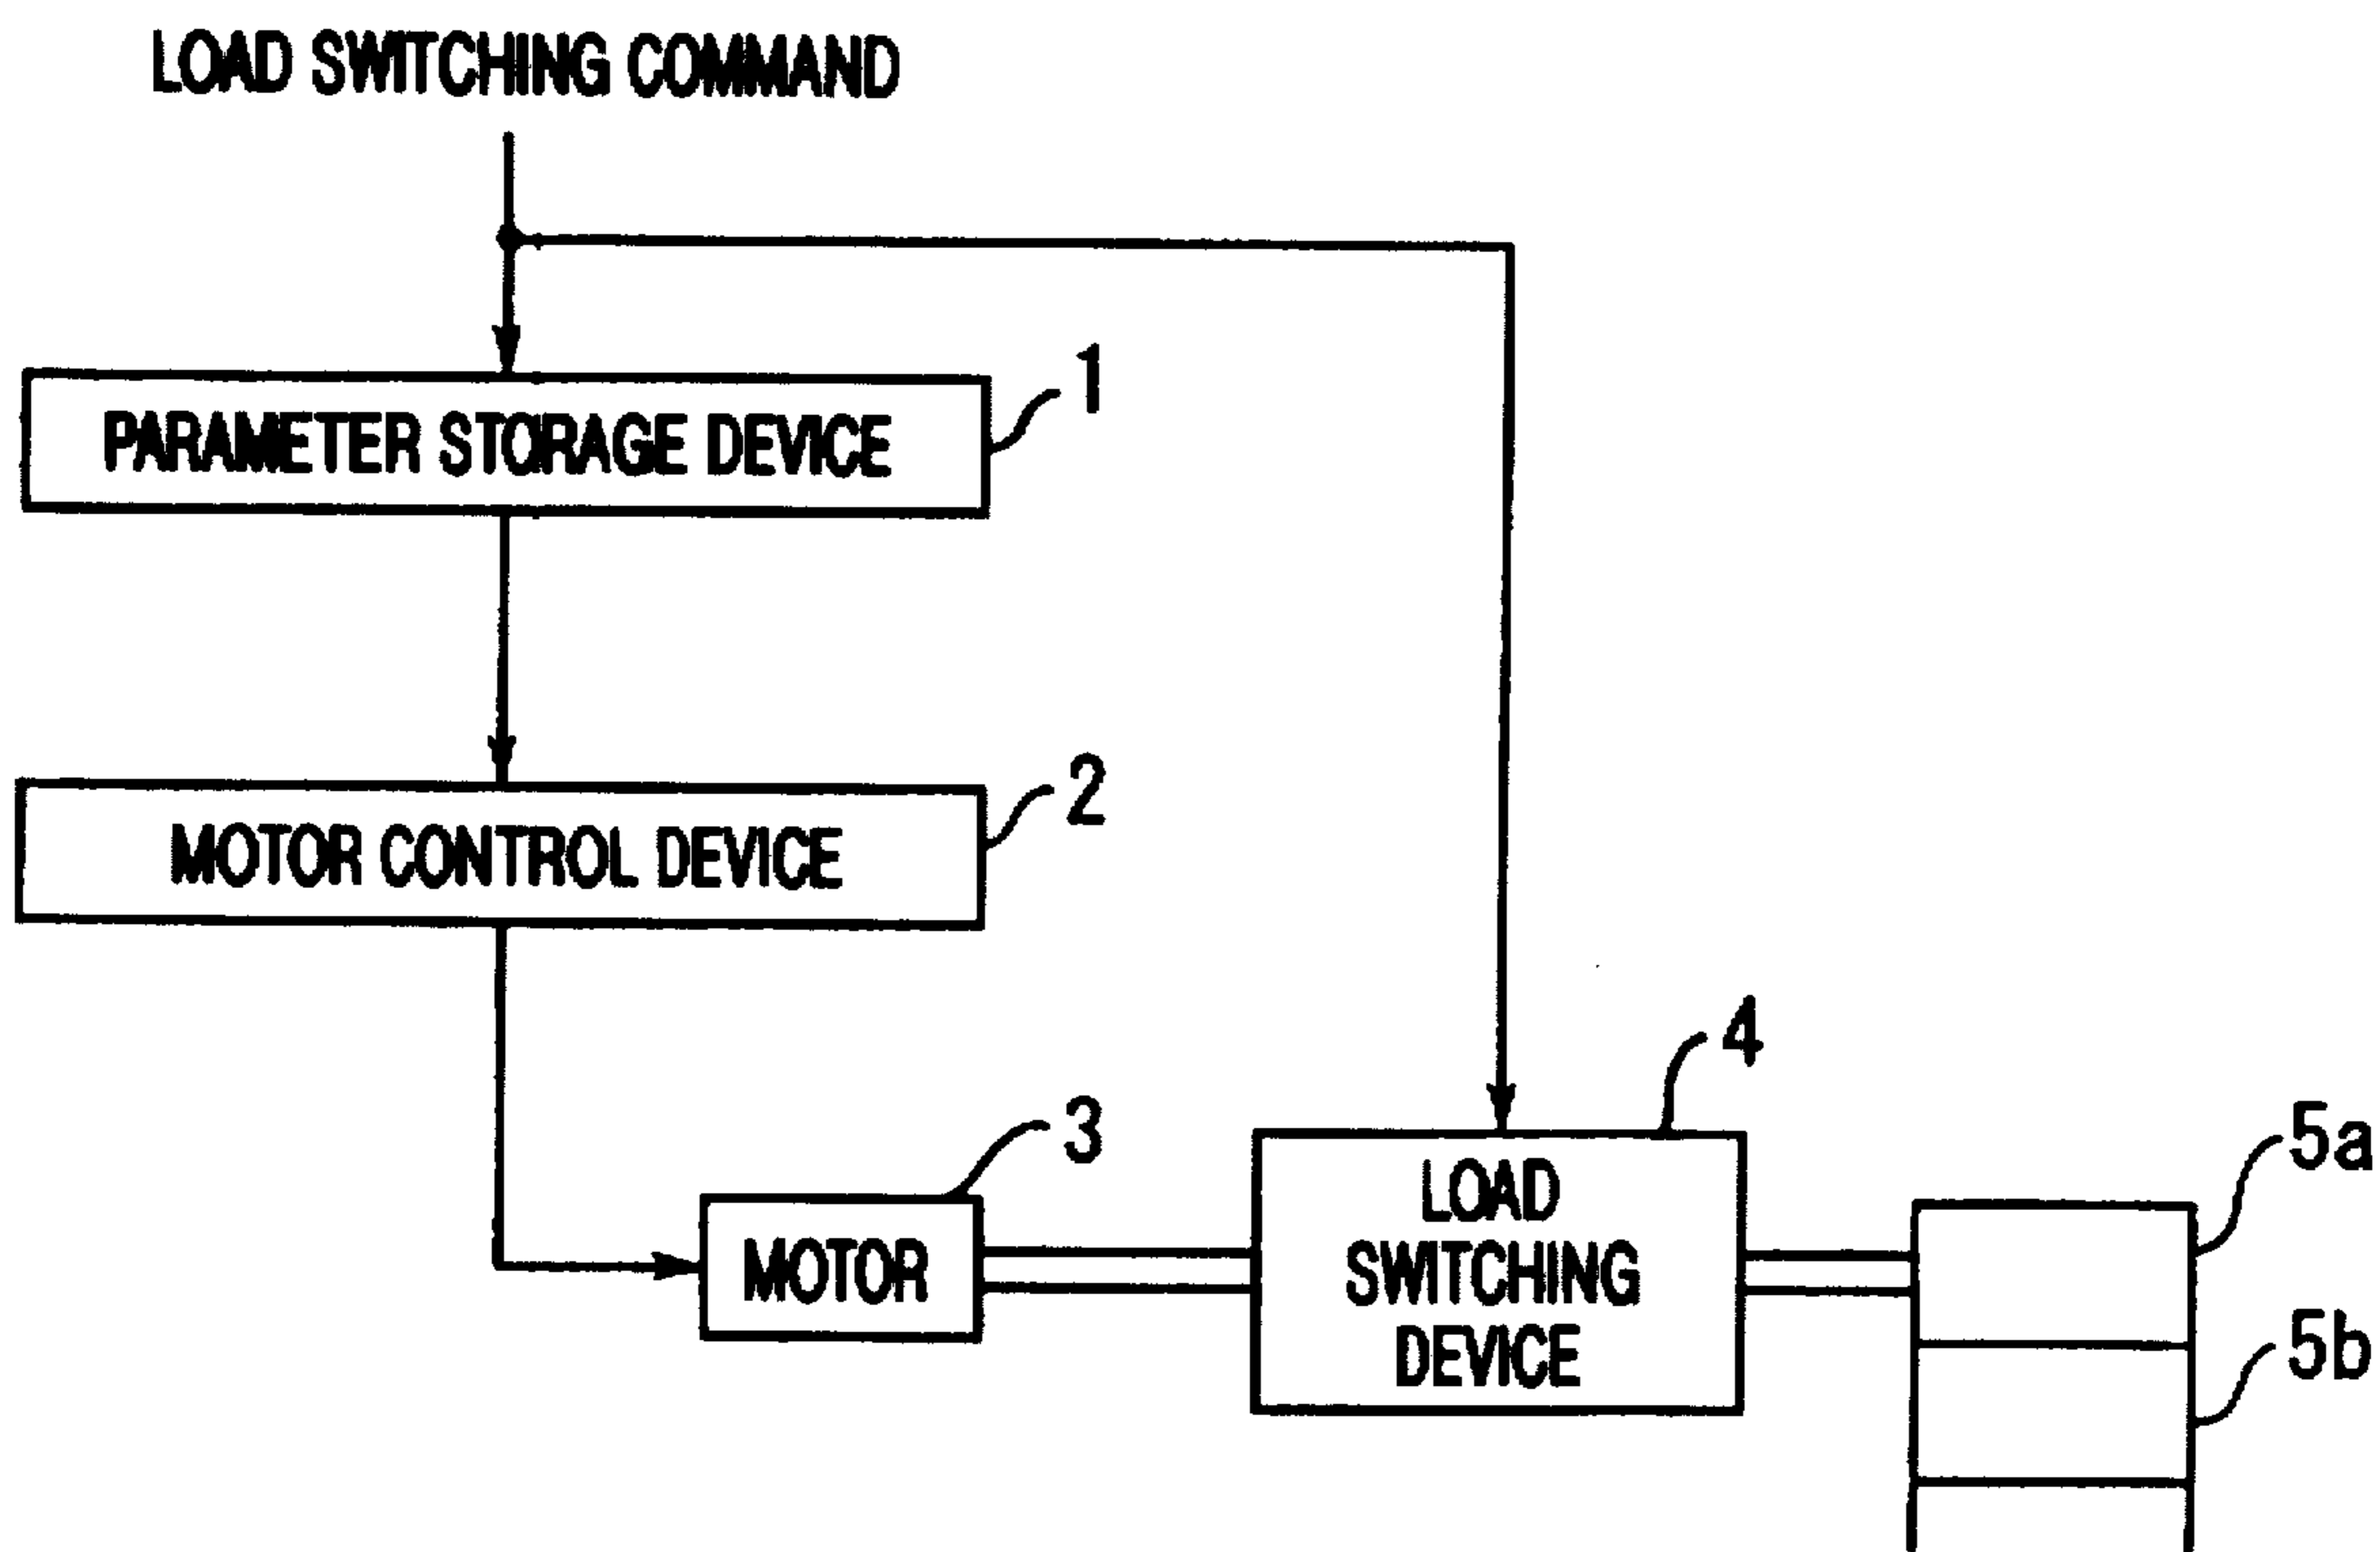 LOAD SWITCHING COMMAND
1
PARAMETER STORAGE DEVICE
2
MOTOR CONTROL DEVICE
3
MOTOR
4
LOAD
SWITCHING
DEVICE
5a
5b